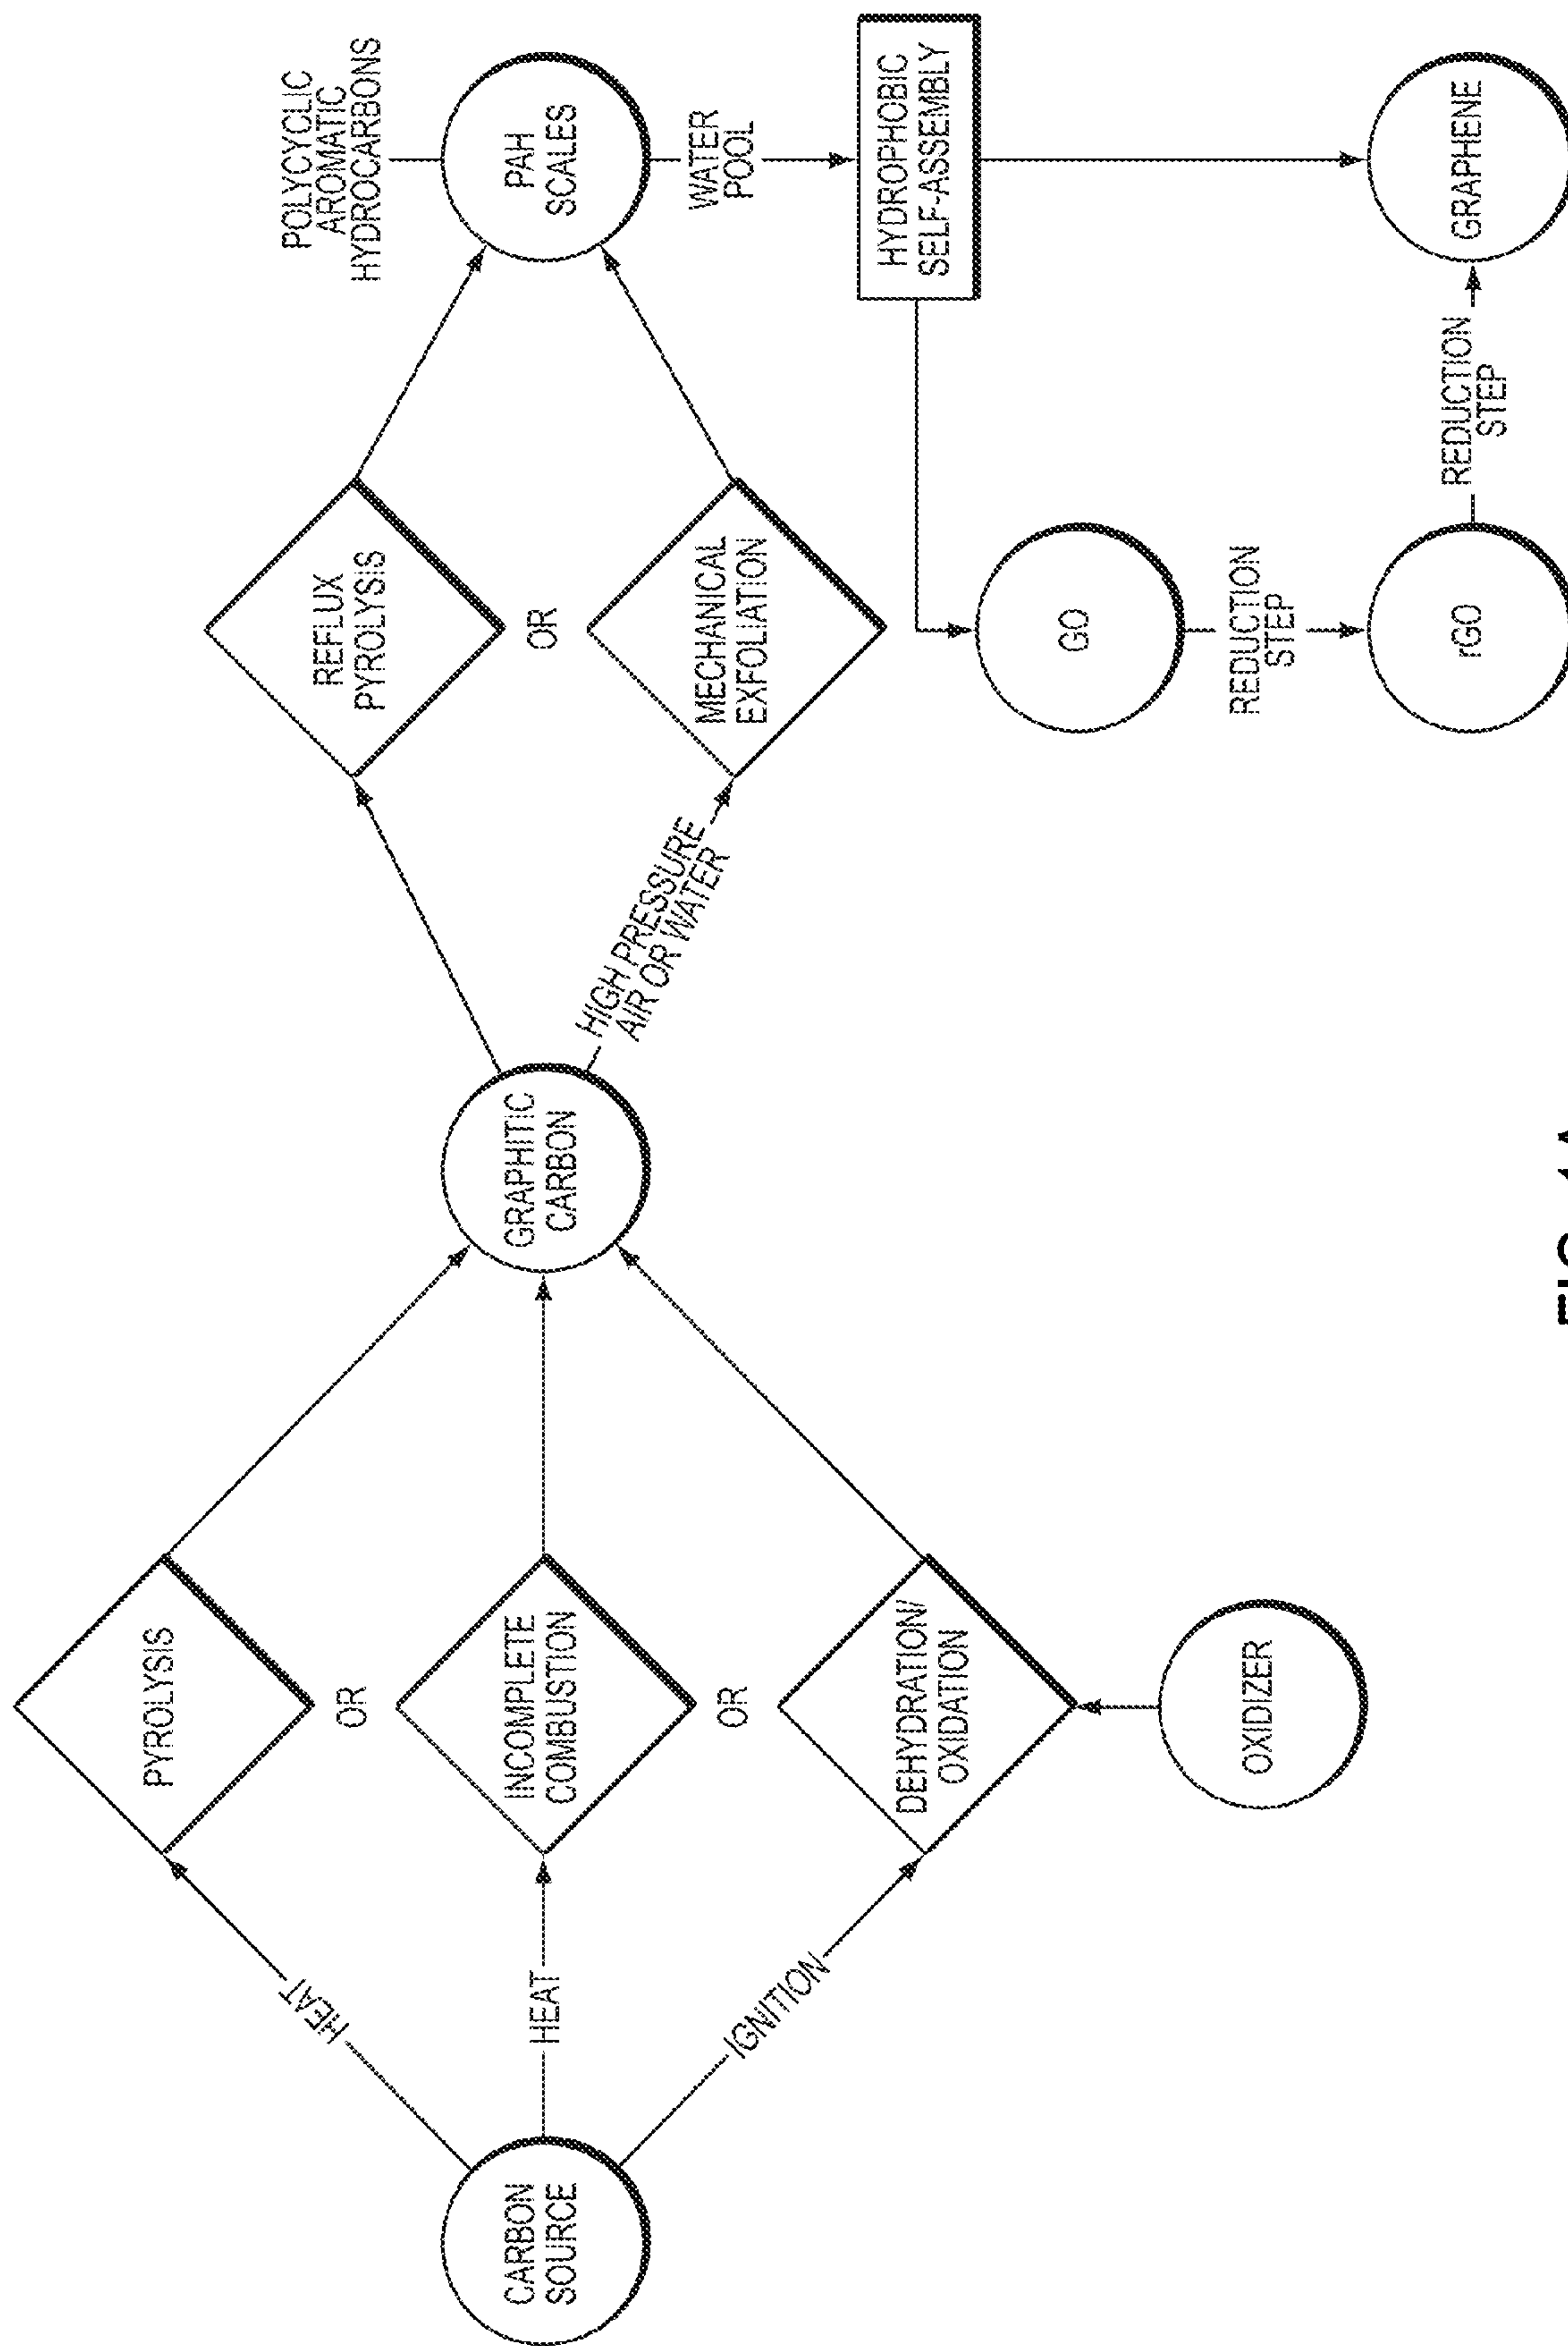 CARBON
SOURCE
HEAT
HEAT
IGNITION
PYROLYSIS
OR
INCOMPLETE
COMBUSTION
OR
DEHYDRATION/
OXIDATION
OXIDIZER
GRAPHITIC
CARBON
HIGH PRESSURE
AIR OR WATER
REFLUX
PYROLYSIS
OR
MECHANICAL
EXFOLIATION
POLYCYCLIC
AROMATIC
HYDROCARBONS
PAH
SCALES
WATER
POOL
HYDROPHOBIC
SELF-ASSEMBLY
GO
REDUCTION
STEP
rGO
REDUCTION
STEP
GRAPHENE